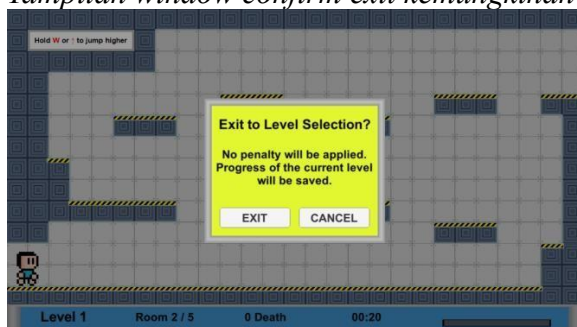 Tampilan window confirm exit kemungkinan
Hold W or ↑ to jump higher
Exit to Level Selection?
No penalty will be applied.
Progress of the current level
will be saved.
EXIT CANCEL
Level 1 Room 2 / 5 0 Death 00:20